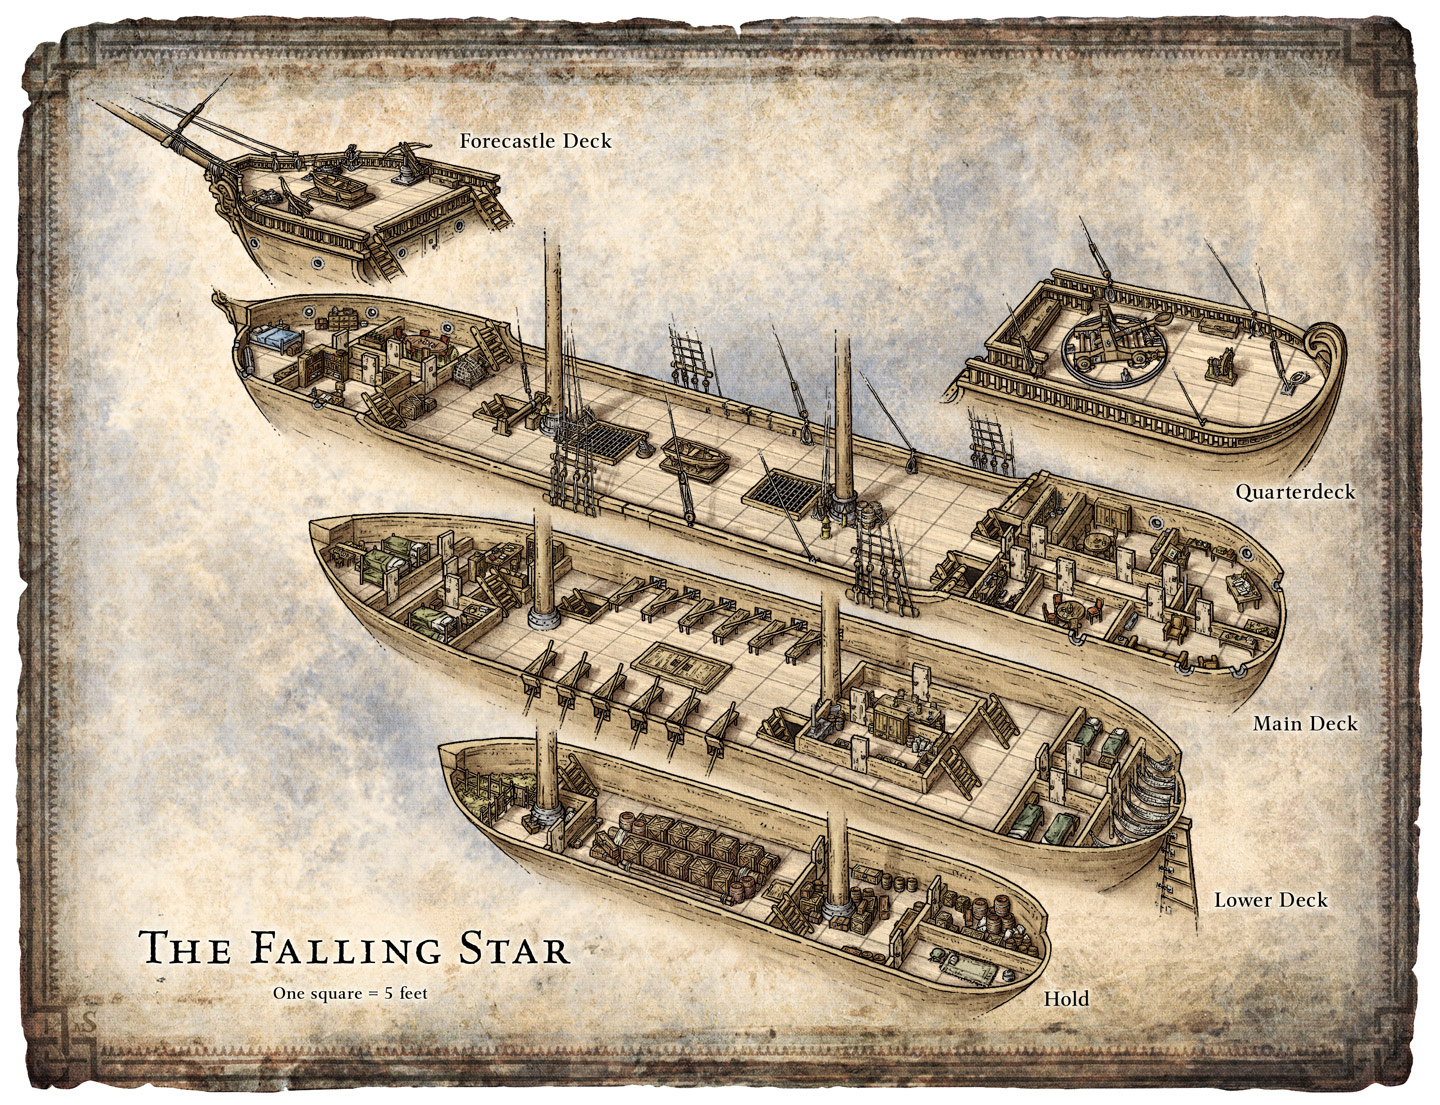 Forecastle Deck
Quarterdeck
Main Deck
Lower Deck
Hold
The Falling Star
One square = 5 feet